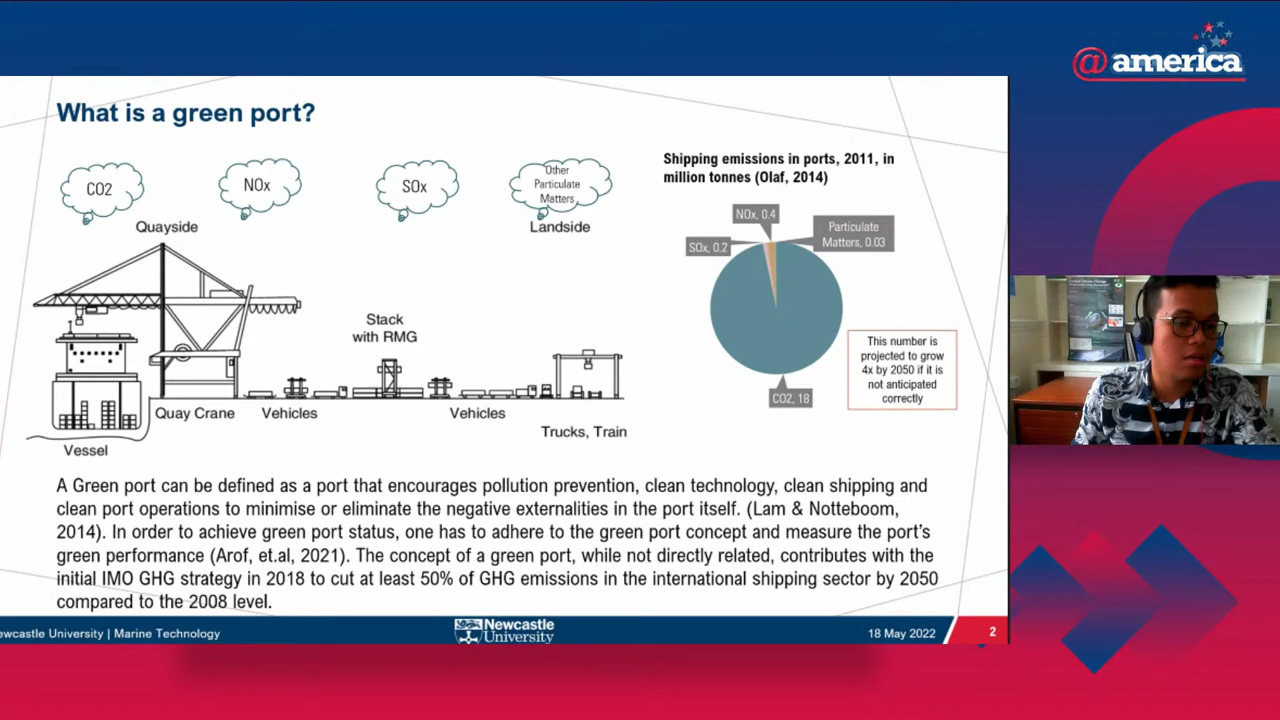 @america
What is a green port?
CO2
NOx
SOx
Other
Particulate
Matters
Quayside
Landside
Stack
with RMG
Quay Crane
Vehicles
Vehicles
Trucks, Train
Vessel
Shipping emissions in ports, 2011, in
million tonnes (Olaf, 2014)
NOx, 0.4
SOx, 0.2
Particulate
Matters, 0.03
CO2, 18
This number is
projected to grow
4x by 2050 if it is
not anticipated
correctly
A Green port can be defined as a port that encourages pollution prevention, clean technology, clean shipping and
clean port operations to minimise or eliminate the negative externalities in the port itself. (Lam & Notteboom,
2014). In order to achieve green port status, one has to adhere to the green port concept and measure the port's
green performance (Arof, et.al, 2021). The concept of a green port, while not directly related, contributes with the
initial IMO GHG strategy in 2018 to cut at least 50% of GHG emissions in the international shipping sector by 2050
compared to the 2008 level.
ewcastle University | Marine Technology
Newcastle
University
18 May 2022
2